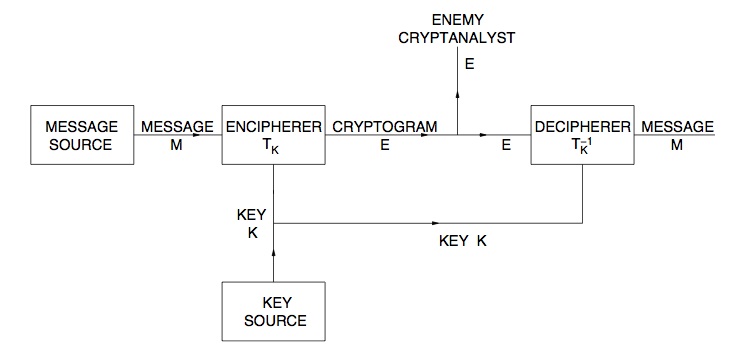 ENEMY
CRYPTANALYST
E
MESSAGE
SOURCE
MESSAGE
M
ENCIPHERER
T_K
CRYPTOGRAM
E
E
DECIPHERER
T_K^-1
MESSAGE
M
KEY
K
KEY K
KEY
SOURCE